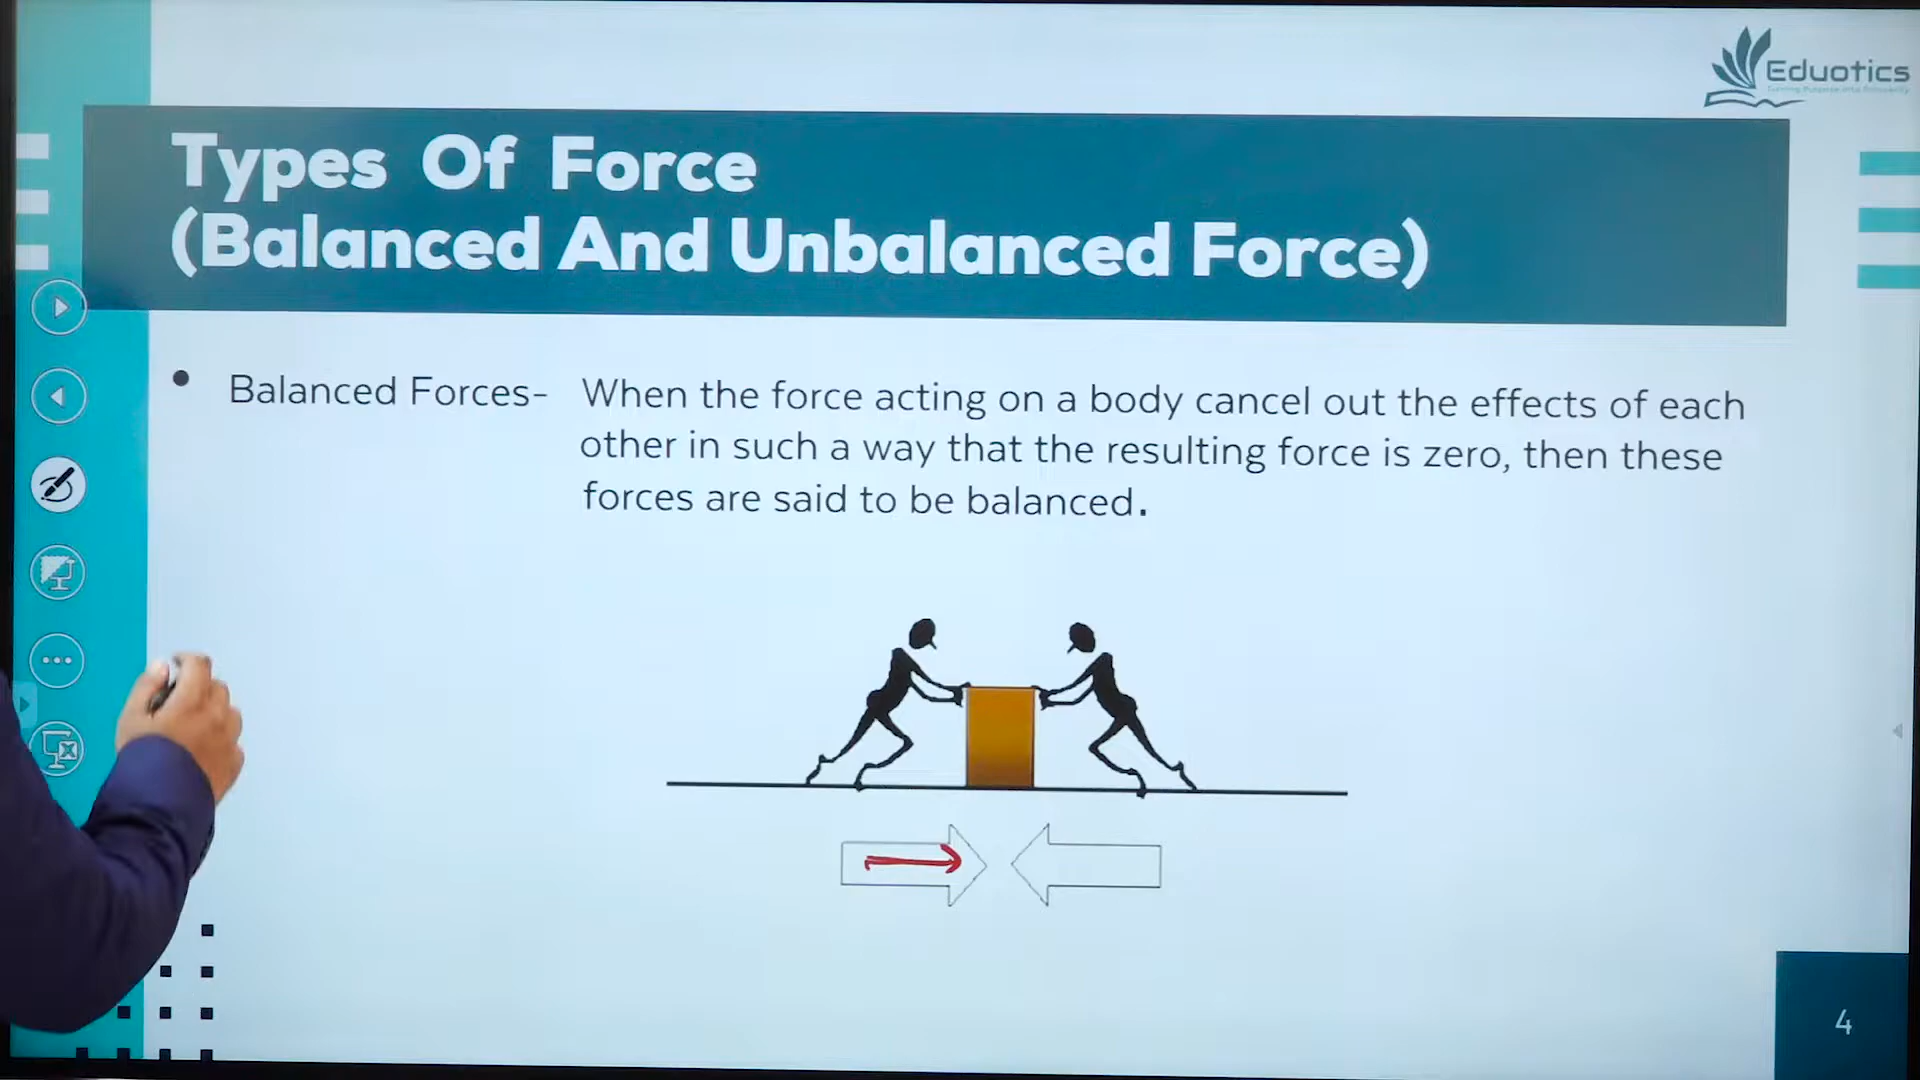 Eduotics
Types Of Force
(Balanced And Unbalanced Force)
• Balanced Forces- When the force acting on a body cancel out the effects of each
other in such a way that the resulting force is zero, then these
forces are said to be balanced.
4